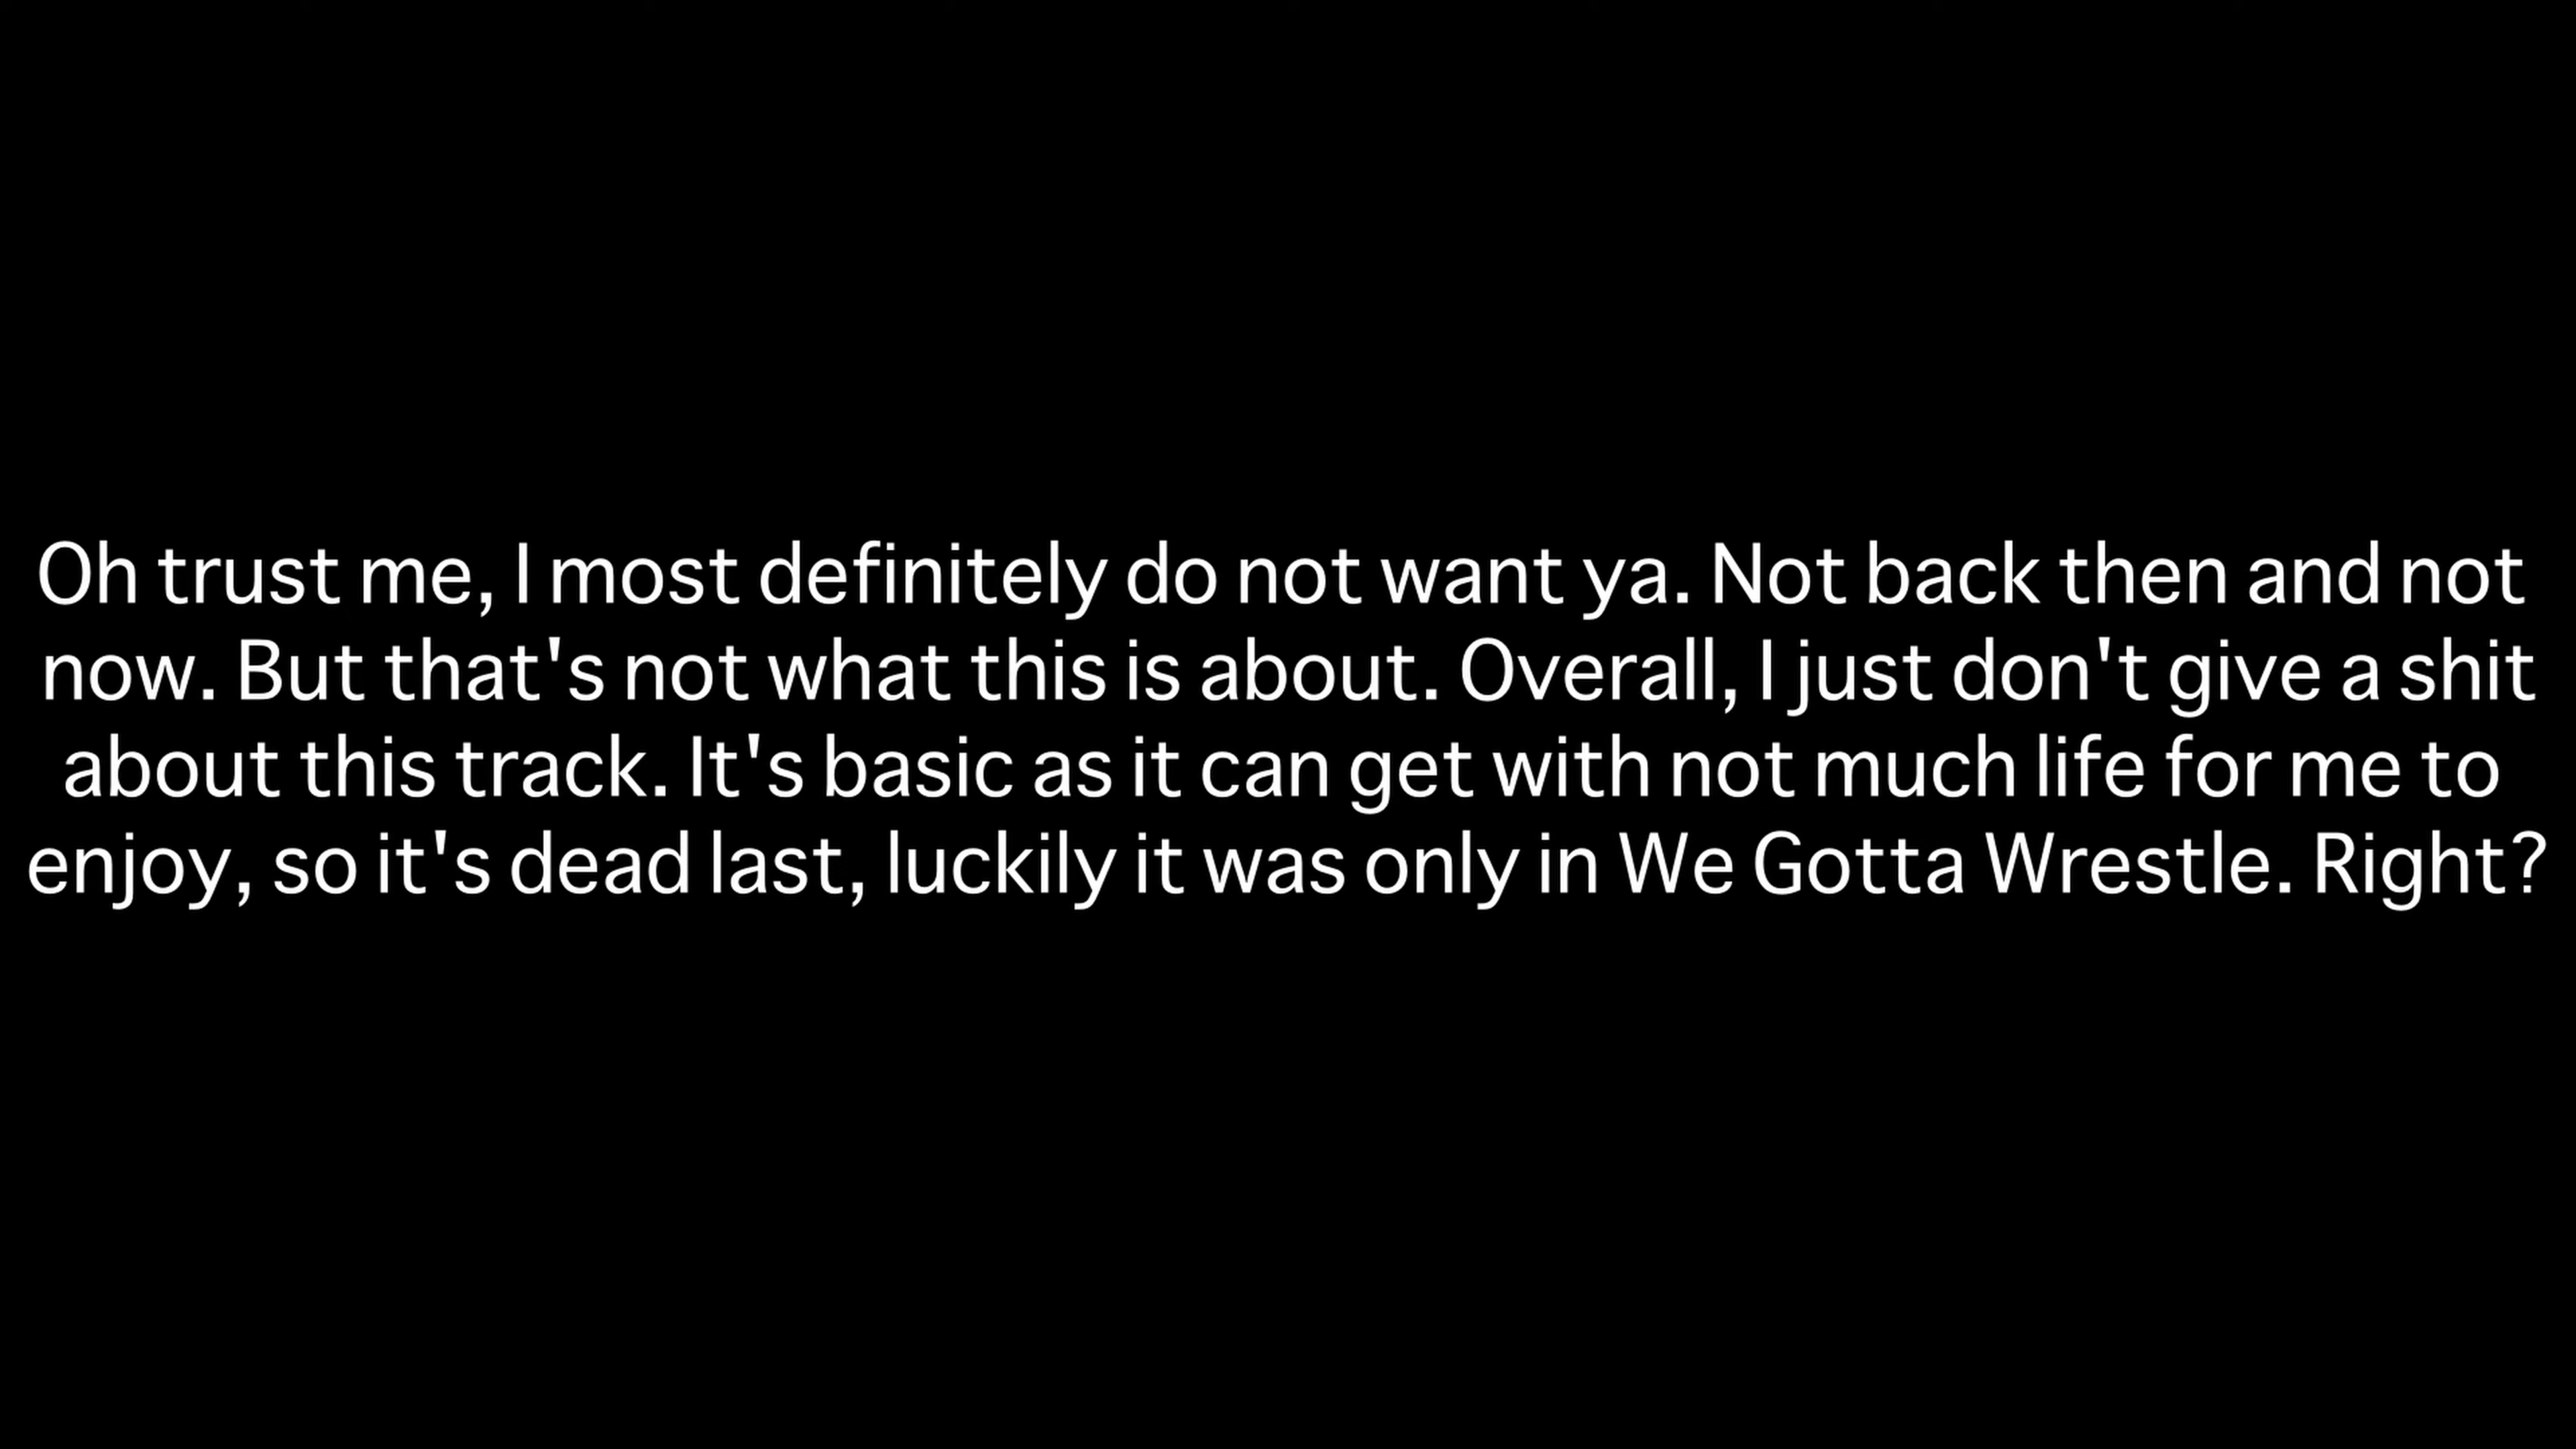 Oh trust me, I most definitely do not want ya. Not back then and not
now. But that's not what this is about. Overall, I just don't give a shit
about this track. It's basic as it can get with not much life for me to
enjoy, so it's dead last, luckily it was only in We Gotta Wrestle. Right?